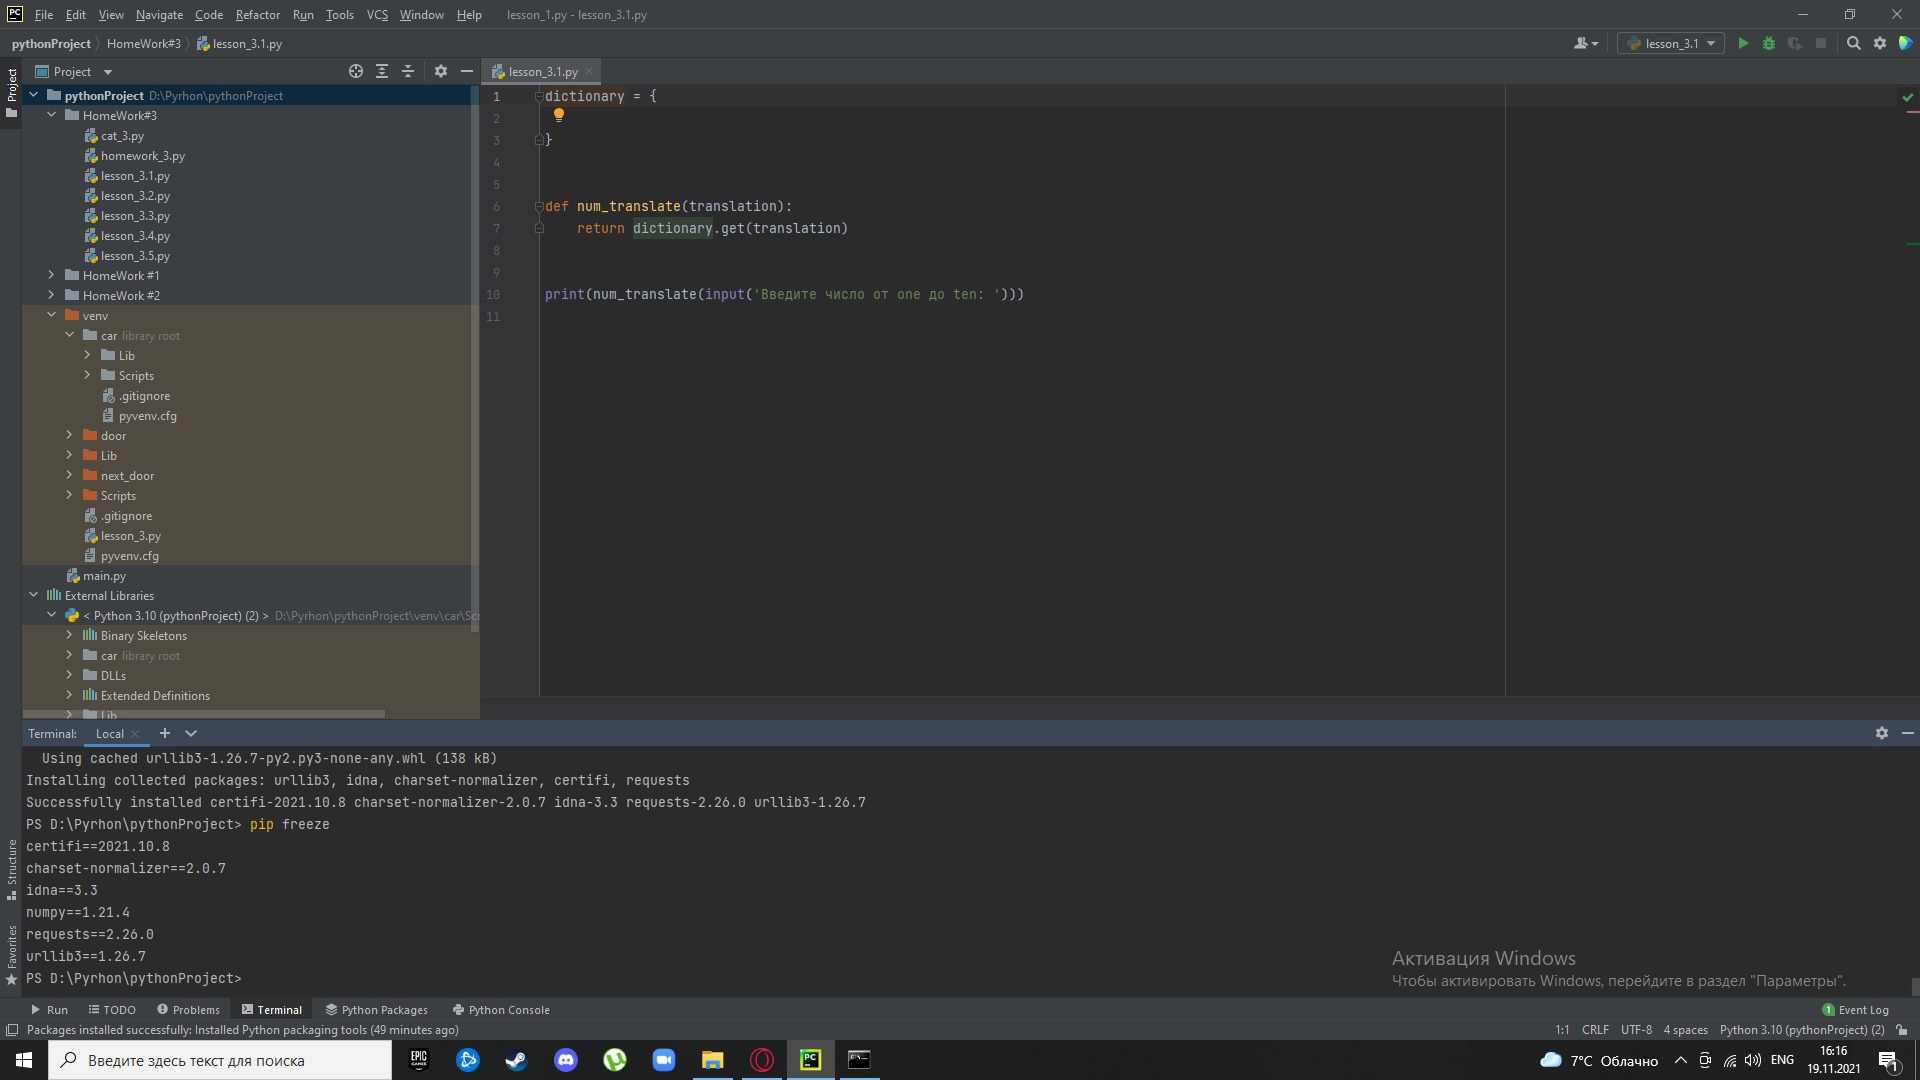 File Edit View Navigate Code Refactor Run Tools VCS Window Help lesson_1.py - lesson_3.1.py
pythonProject HomeWork#3 lesson_3.1.py lesson_3.1
Project
Project
lesson_3.1.py
pythonProject D:\Pyrhon\pythonProject
HomeWork#3
cat_3.py
homework_3.py
lesson_3.1.py
lesson_3.2.py
lesson_3.3.py
lesson_3.4.py
lesson_3.5.py
HomeWork #1
HomeWork #2
venv
car library root
Lib
Scripts
.gitignore
pyvenv.cfg
door
Lib
next_door
Scripts
.gitignore
lesson_3.py
pyvenv.cfg
main.py
External Libraries
< Python 3.10 (pythonProject) (2) > D:\Pyrhon\pythonProject\venv\car\Scr
Binary Skeletons
car library root
DLLs
Extended Definitions
Lib
1 dictionary = {
2
3 }
4
5
6 def num_translate(translation):
7 return dictionary.get(translation)
8
9
10 print(num_translate(input('Введите число от one до ten: ')))
11
Terminal: Local
Using cached urllib3-1.26.7-py2.py3-none-any.whl (138 kB)
Installing collected packages: urllib3, idna, charset-normalizer, certifi, requests
Successfully installed certifi-2021.10.8 charset-normalizer-2.0.7 idna-3.3 requests-2.26.0 urllib3-1.26.7
PS D:\Pyrhon\pythonProject> pip freeze
certifi==2021.10.8
charset-normalizer==2.0.7
idna==3.3
numpy==1.21.4
requests==2.26.0
urllib3==1.26.7
PS D:\Pyrhon\pythonProject>
Structure
Favorites
Активация Windows
Чтобы активировать Windows, перейдите в раздел "Параметры".
Run TODO Problems Terminal Python Packages Python Console 1 Event Log
Packages installed successfully: Installed Python packaging tools (49 minutes ago) 1:1 CRLF UTF-8 4 spaces Python 3.10 (pythonProject) (2)
Введите здесь текст для поиска EPIC GAMES PC 7°C Облачно ENG 16:16
19.11.2021 1